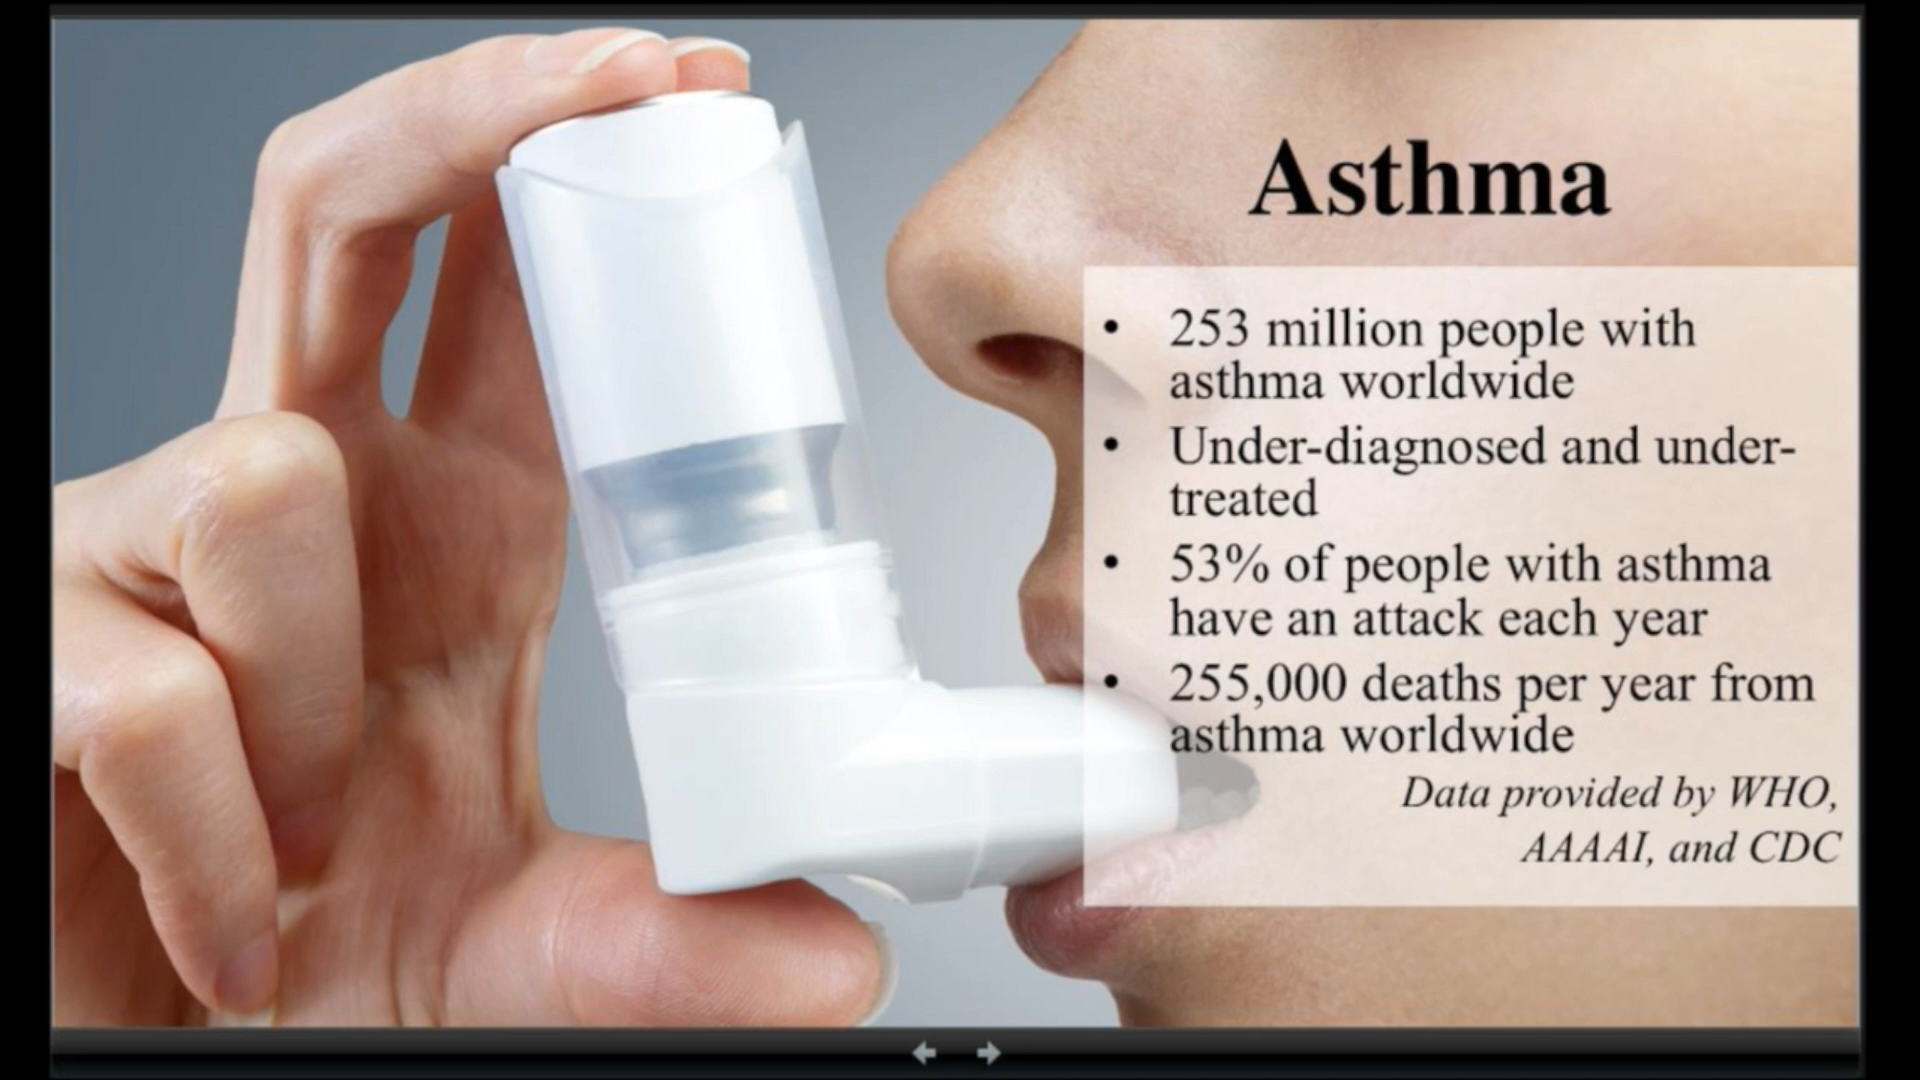 Asthma
• 253 million people with
asthma worldwide
• Under-diagnosed and under-
treated
• 53% of people with asthma
have an attack each year
• 255,000 deaths per year from
asthma worldwide
Data provided by WHO,
AAAAI, and CDC